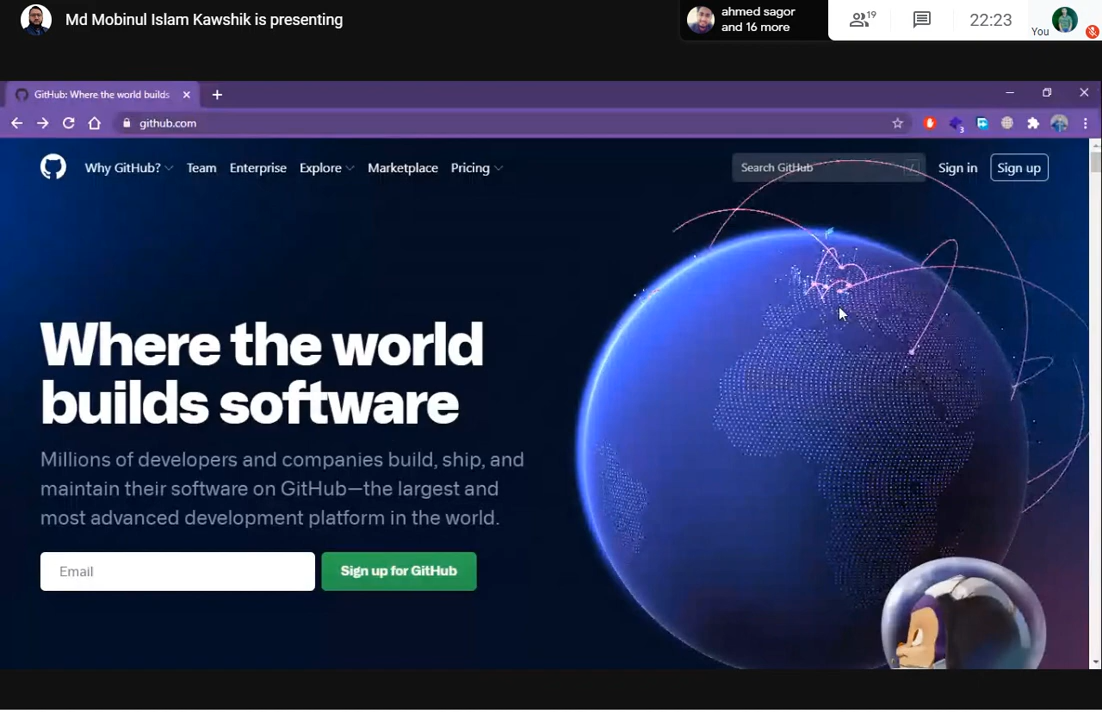 Md Mobinul Islam Kawshik is presenting
ahmed sagor
and 16 more
19
22:23
You
GitHub: Where the world builds
github.com
3
Why GitHub? Team Enterprise Explore Marketplace Pricing
Search GitHub
/
Sign in
Sign up
Where the world
builds software
Millions of developers and companies build, ship, and
maintain their software on GitHub—the largest and
most advanced development platform in the world.
Email
Sign up for GitHub